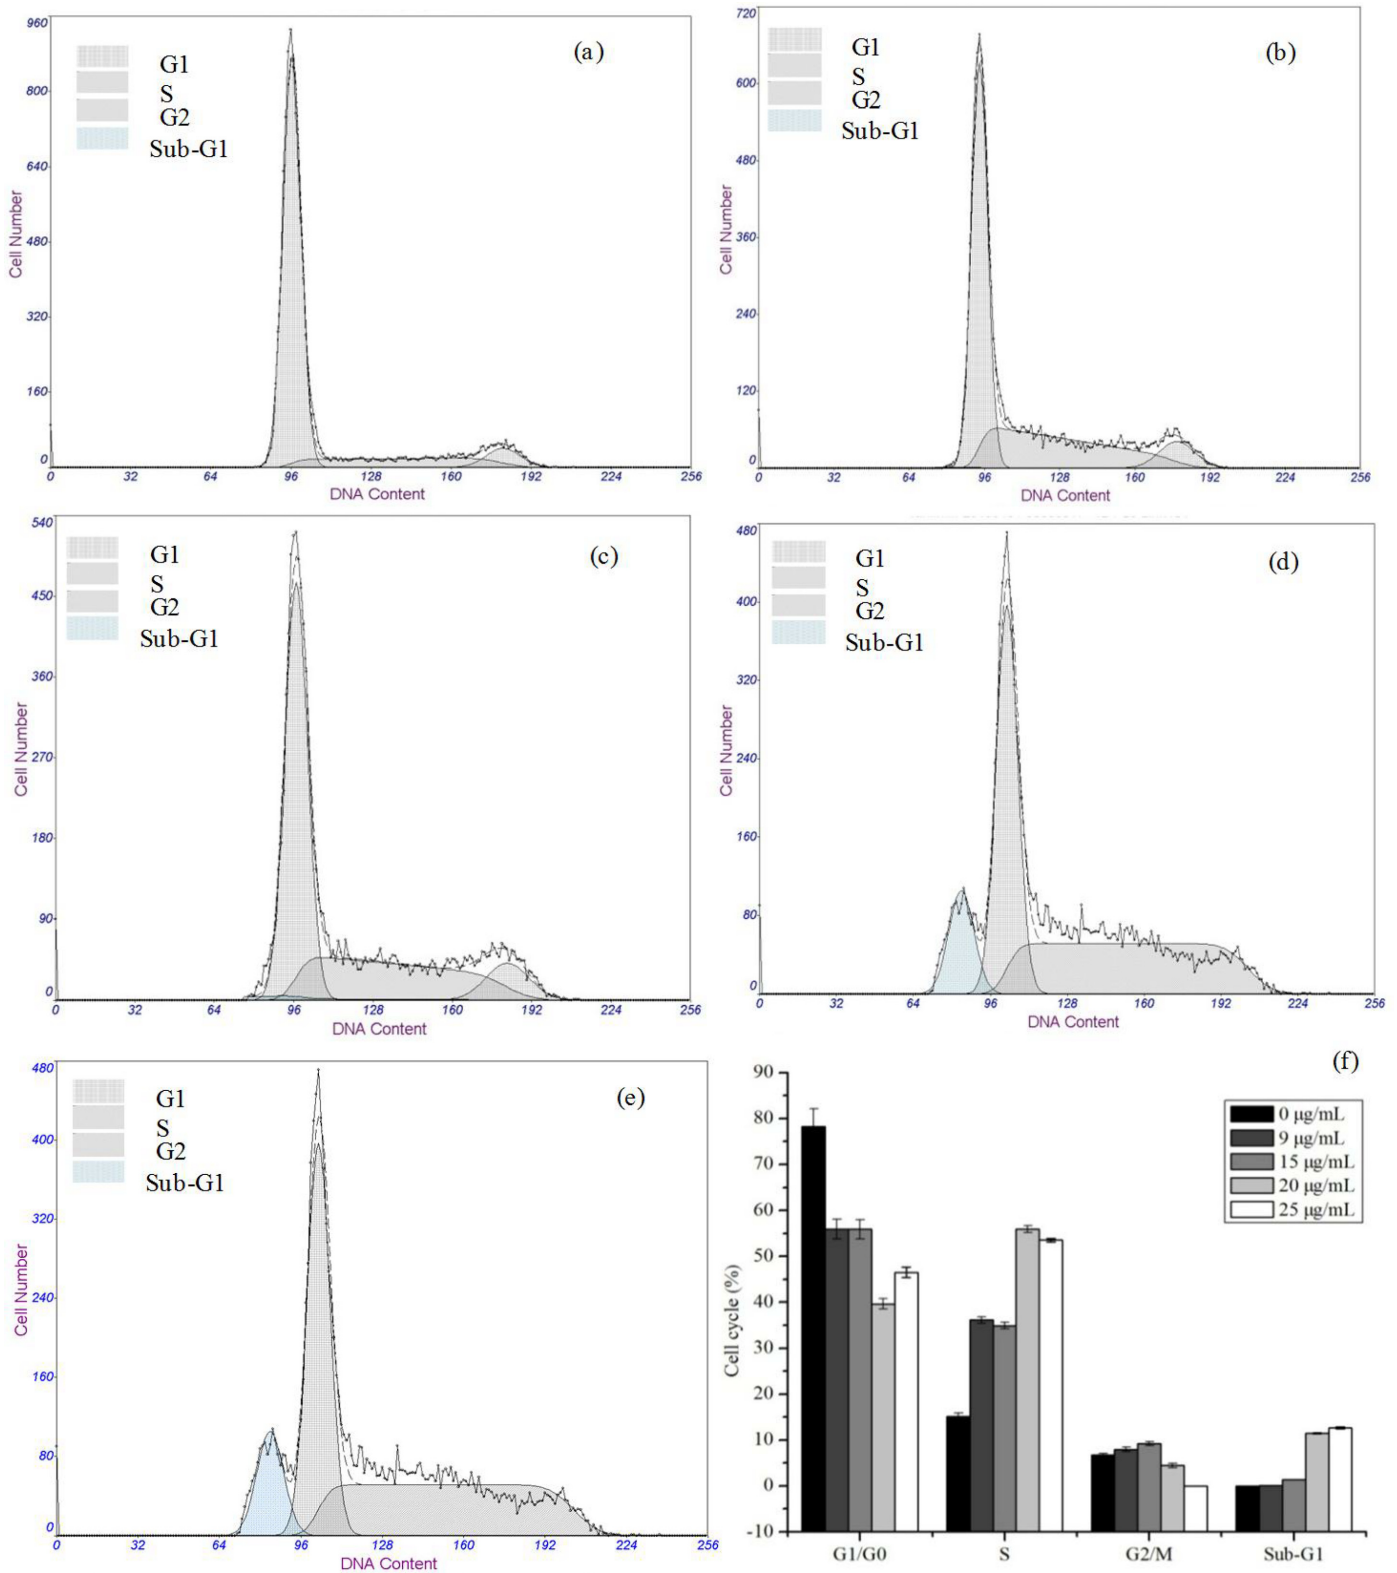 (a)
G1
S
G2
Sub-G1
960
800
640
480
320
160
0
Cell Number
0 32 64 96 128 160 192 224 256
DNA Content
(b)
G1
S
G2
Sub-G1
720
600
480
360
240
120
0
Cell Number
0 32 64 96 128 160 192 224 256
DNA Content
(c)
G1
S
G2
Sub-G1
540
450
360
270
180
90
0
Cell Number
0 32 64 96 128 160 192 224 256
DNA Content
(d)
G1
S
G2
Sub-G1
480
400
320
240
160
80
0
Cell Number
0 32 64 96 128 160 192 224 256
DNA Content
(e)
G1
S
G2
Sub-G1
480
400
320
240
160
80
0
Cell Number
0 32 64 96 128 160 192 224 256
DNA Content
(f)
0 μg/mL
9 μg/mL
15 μg/mL
20 μg/mL
25 μg/mL
90
80
70
60
50
40
30
20
10
0
-10
Cell cycle (%)
G1/G0 S G2/M Sub-G1